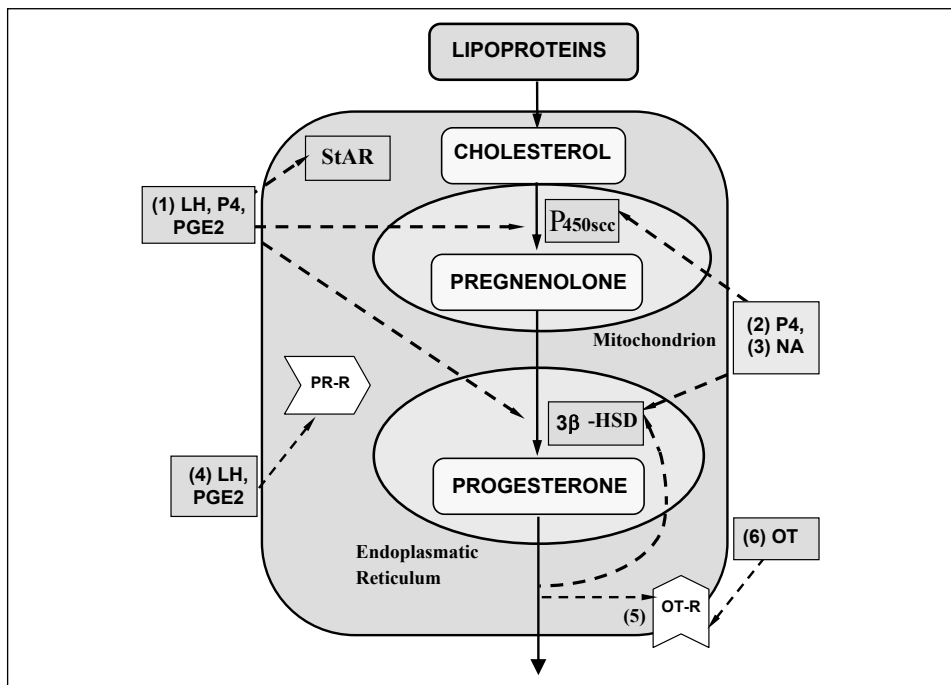 LIPOPROTEINS
CHOLESTEROL
StAR
(1) LH, P4,
PGE2
P450scc
PREGNENOLONE
(2) P4,
(3) NA
Mitochondrion
PR-R
3β -HSD
(4) LH,
PGE2
PROGESTERONE
(6) OT
Endoplasmatic
Reticulum
(5)
OT-R